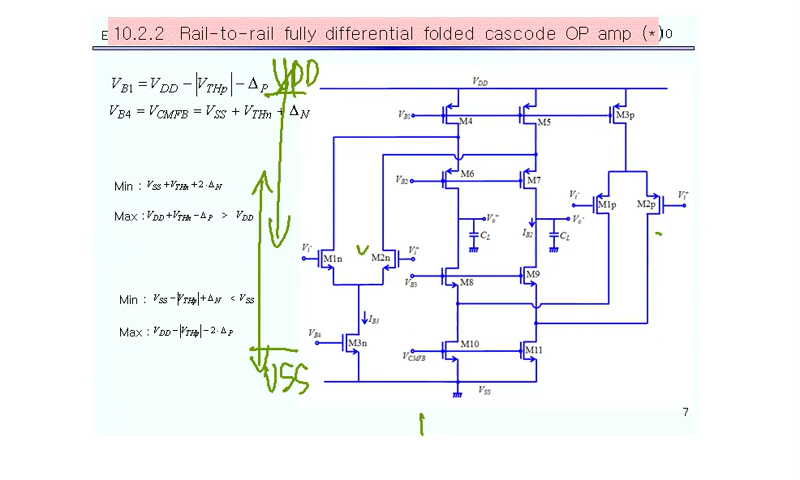 E 10.2.2 Rail-to-rail fully differential folded cascode OP amp (*) 10
V_B1 = V_DD − |V_THp| − Δ_P
V_B4 = V_CMFB = V_SS + V_THn + Δ_N
VDD
Min : V_SS + V_THn + 2·Δ_N
Max : V_DD + V_THn − Δ_P > V_DD
Min : V_SS − |V_THp| + Δ_N < V_SS
Max : V_DD − |V_THp| − 2·Δ_P
VSS
V_DD
V_B1 M4 M5 M3p
V_B2 M6 M7
V_i^- M1p M2p V_i^+
V_o^+ I_B2 V_o^-
C_L C_L
V_i^- M1n M2n V_i^+
V_B3 M8 M9
I_B3
V_B4 M3n
V_CMFB M10 M11
V_SS
7